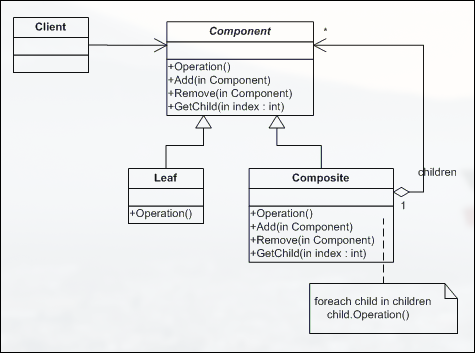 Client
Component
*
+Operation()
+Add(in Component)
+Remove(in Component)
+GetChild(in index : int)
children
Leaf
Composite
1
+Operation()
+Operation()
+Add(in Component)
+Remove(in Component)
+GetChild(in index : int)
foreach child in children
child.Operation()